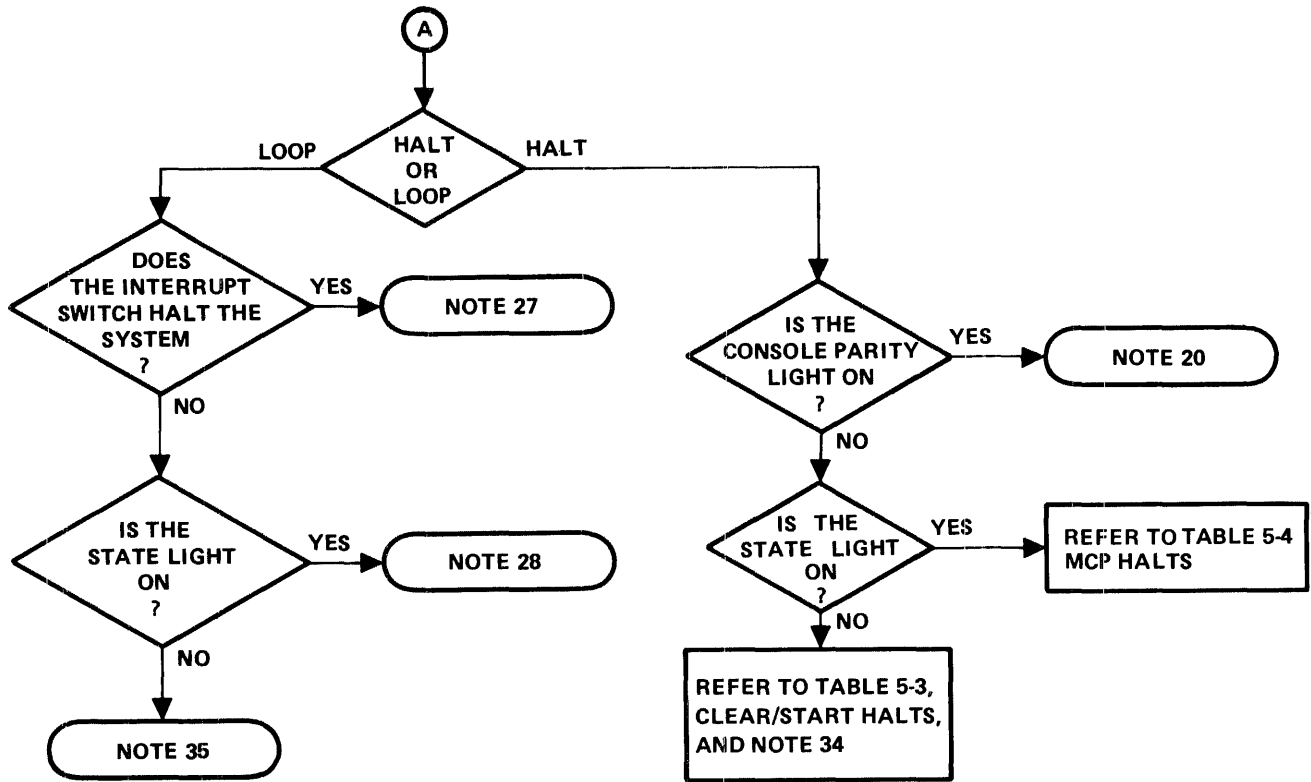 A
HALT
OR
LOOP
LOOP
HALT
DOES
THE INTERRUPT
SWITCH HALT THE
SYSTEM
?
YES
NOTE 27
NO
IS THE
STATE LIGHT
ON
?
YES
NOTE 28
NO
NOTE 35
IS THE
CONSOLE PARITY
LIGHT ON
?
YES
NOTE 20
NO
IS THE
STATE LIGHT
ON
?
YES
REFER TO TABLE 5-4
MCP HALTS
NO
REFER TO TABLE 5-3,
CLEAR/START HALTS,
AND NOTE 34